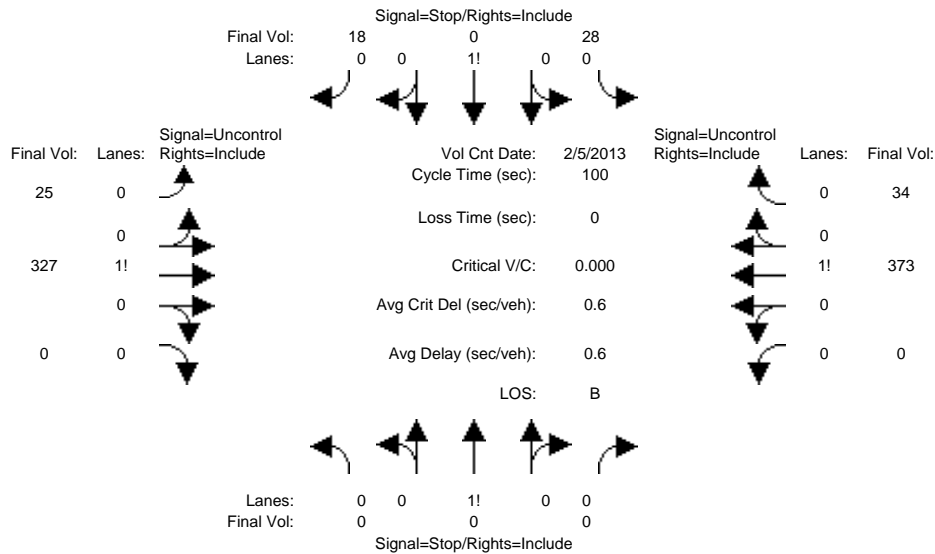 Signal=Stop/Rights=Include
Final Vol: 18 0 28
Lanes: 0 0 1! 0 0
Signal=Uncontrol Signal=Uncontrol
Final Vol: Lanes: Rights=Include Vol Cnt Date: 2/5/2013 Rights=Include Lanes: Final Vol:
Cycle Time (sec): 100
25 0 0 34
Loss Time (sec): 0
0 0
327 1! Critical V/C: 0.000 1! 373
0 Avg Crit Del (sec/veh): 0.6 0
0 0 Avg Delay (sec/veh): 0.6 0 0
LOS: B
Lanes: 0 0 1! 0 0
Final Vol: 0 0 0
Signal=Stop/Rights=Include